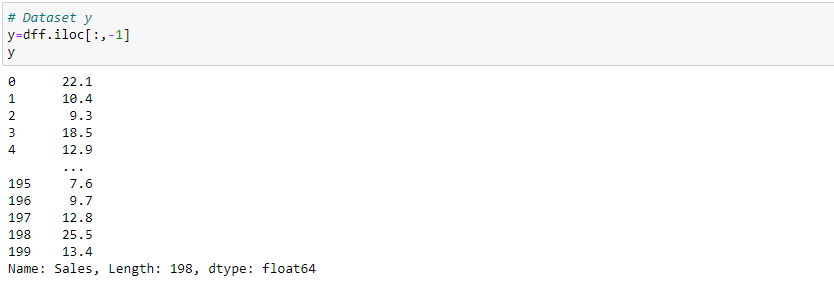 # Dataset y
y=dff.iloc[:,-1]
y
0      22.1
1      10.4
2       9.3
3      18.5
4      12.9
       ...
195     7.6
196     9.7
197    12.8
198    25.5
199    13.4
Name: Sales, Length: 198, dtype: float64